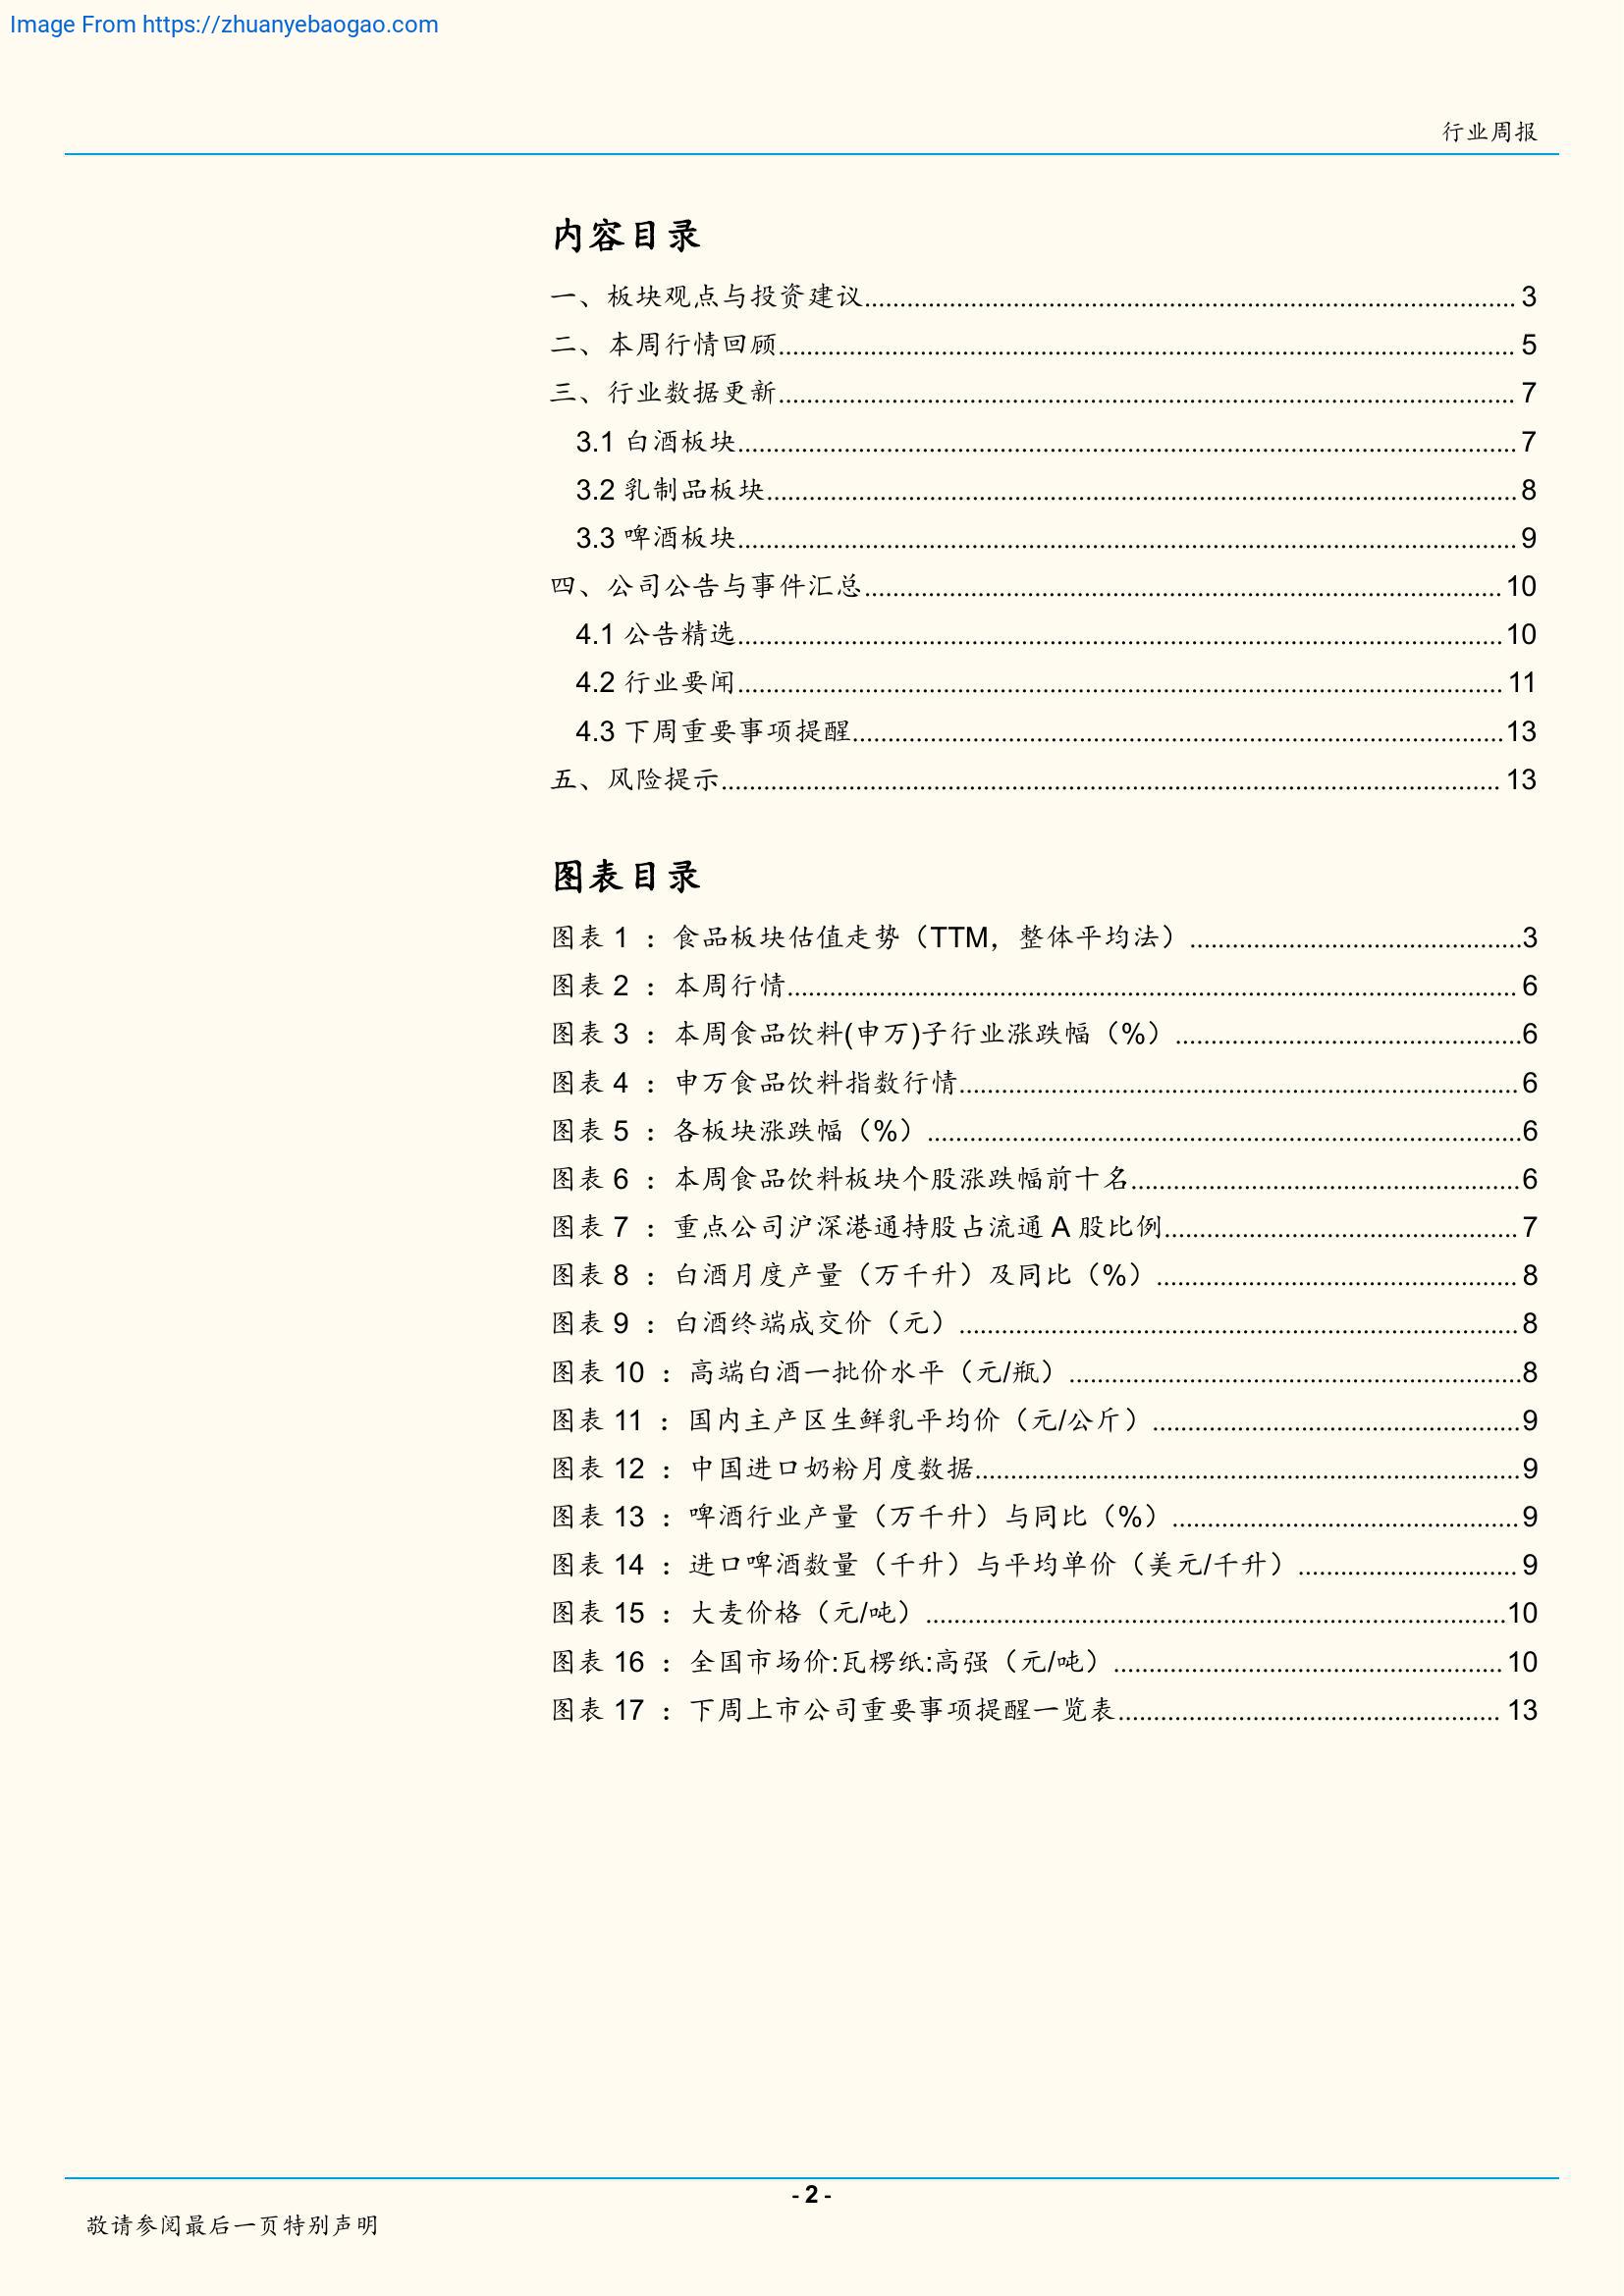 Image From https://zhuanyebaogao.com
行业周报
内容目录
一、板块观点与投资建议 3
二、本周行情回顾 5
三、行业数据更新 7
3.1 白酒板块 7
3.2 乳制品板块 8
3.3 啤酒板块 9
四、公司公告与事件汇总 10
4.1 公告精选 10
4.2 行业要闻 11
4.3 下周重要事项提醒 13
五、风险提示 13
图表目录
图表 1 ：食品板块估值走势（TTM，整体平均法） 3
图表 2 ：本周行情 6
图表 3 ：本周食品饮料(申万)子行业涨跌幅（%） 6
图表 4 ：申万食品饮料指数行情 6
图表 5 ：各板块涨跌幅（%） 6
图表 6 ：本周食品饮料板块个股涨跌幅前十名 6
图表 7 ：重点公司沪深港通持股占流通 A 股比例 7
图表 8 ：白酒月度产量（万千升）及同比（%） 8
图表 9 ：白酒终端成交价（元） 8
图表 10 ：高端白酒一批价水平（元/瓶） 8
图表 11 ：国内主产区生鲜乳平均价（元/公斤） 9
图表 12 ：中国进口奶粉月度数据 9
图表 13 ：啤酒行业产量（万千升）与同比（%） 9
图表 14 ：进口啤酒数量（千升）与平均单价（美元/千升） 9
图表 15 ：大麦价格（元/吨） 10
图表 16 ：全国市场价:瓦楞纸:高强（元/吨） 10
图表 17 ：下周上市公司重要事项提醒一览表 13
- 2 -
敬请参阅最后一页特别声明